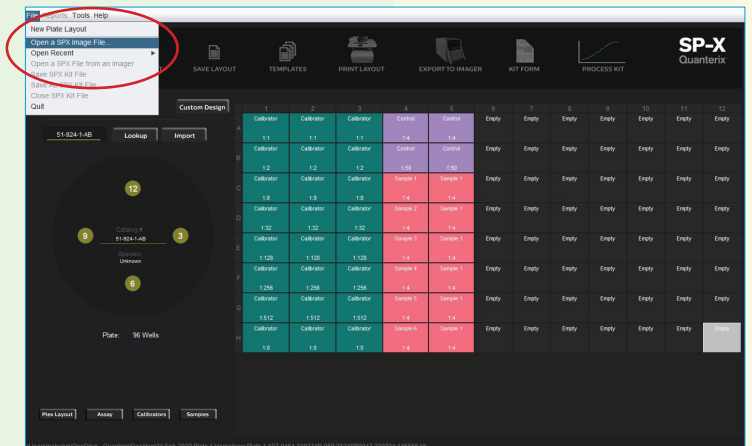 File Reports Tools Help
New Plate Layout
Open a SPX Image File...
Open Recent
Open a SPX File from an Imager
Save SPX Kit File
Save As SPX Kit File
Close SPX Kit File
Quit
SAVE LAYOUT TEMPLATES PRINT LAYOUT EXPORT TO IMAGER KIT FORM PROCESS KIT
SP-X
Quanterix
Custom Design
51-924-1-AB Lookup Import
12
9
3
6
Catalog #
51-924-1-AB
Species
Unknown
Plate: 96 Wells
Plex Layout Assay Calibrators Samples
1 2 3 4 5 6 7 8 9 10 11 12
A
Calibrator Calibrator Calibrator Control Control Empty Empty Empty Empty Empty Empty Empty
1:1 1:1 1:1 1:4 1:4
B
Calibrator Calibrator Calibrator Control Control Empty Empty Empty Empty Empty Empty Empty
1:2 1:2 1:2 1:50 1:50
C
Calibrator Calibrator Calibrator Sample 1 Sample 1 Empty Empty Empty Empty Empty Empty Empty
1:8 1:8 1:8 1:4 1:4
D
Calibrator Calibrator Calibrator Sample 2 Sample 1 Empty Empty Empty Empty Empty Empty Empty
1:32 1:32 1:32 1:4 1:4
E
Calibrator Calibrator Calibrator Sample 3 Sample 1 Empty Empty Empty Empty Empty Empty Empty
1:128 1:128 1:128 1:4 1:4
F
Calibrator Calibrator Calibrator Sample 4 Sample 1 Empty Empty Empty Empty Empty Empty Empty
1:256 1:256 1:256 1:4 1:4
G
Calibrator Calibrator Calibrator Sample 5 Sample 1 Empty Empty Empty Empty Empty Empty Empty
1:512 1:512 1:512 1:4 1:4
H
Calibrator Calibrator Calibrator Sample 6 Sample 1 Empty Empty Empty Empty Empty Empty Empty
1:0 1:0 1:0 1:4 1:4